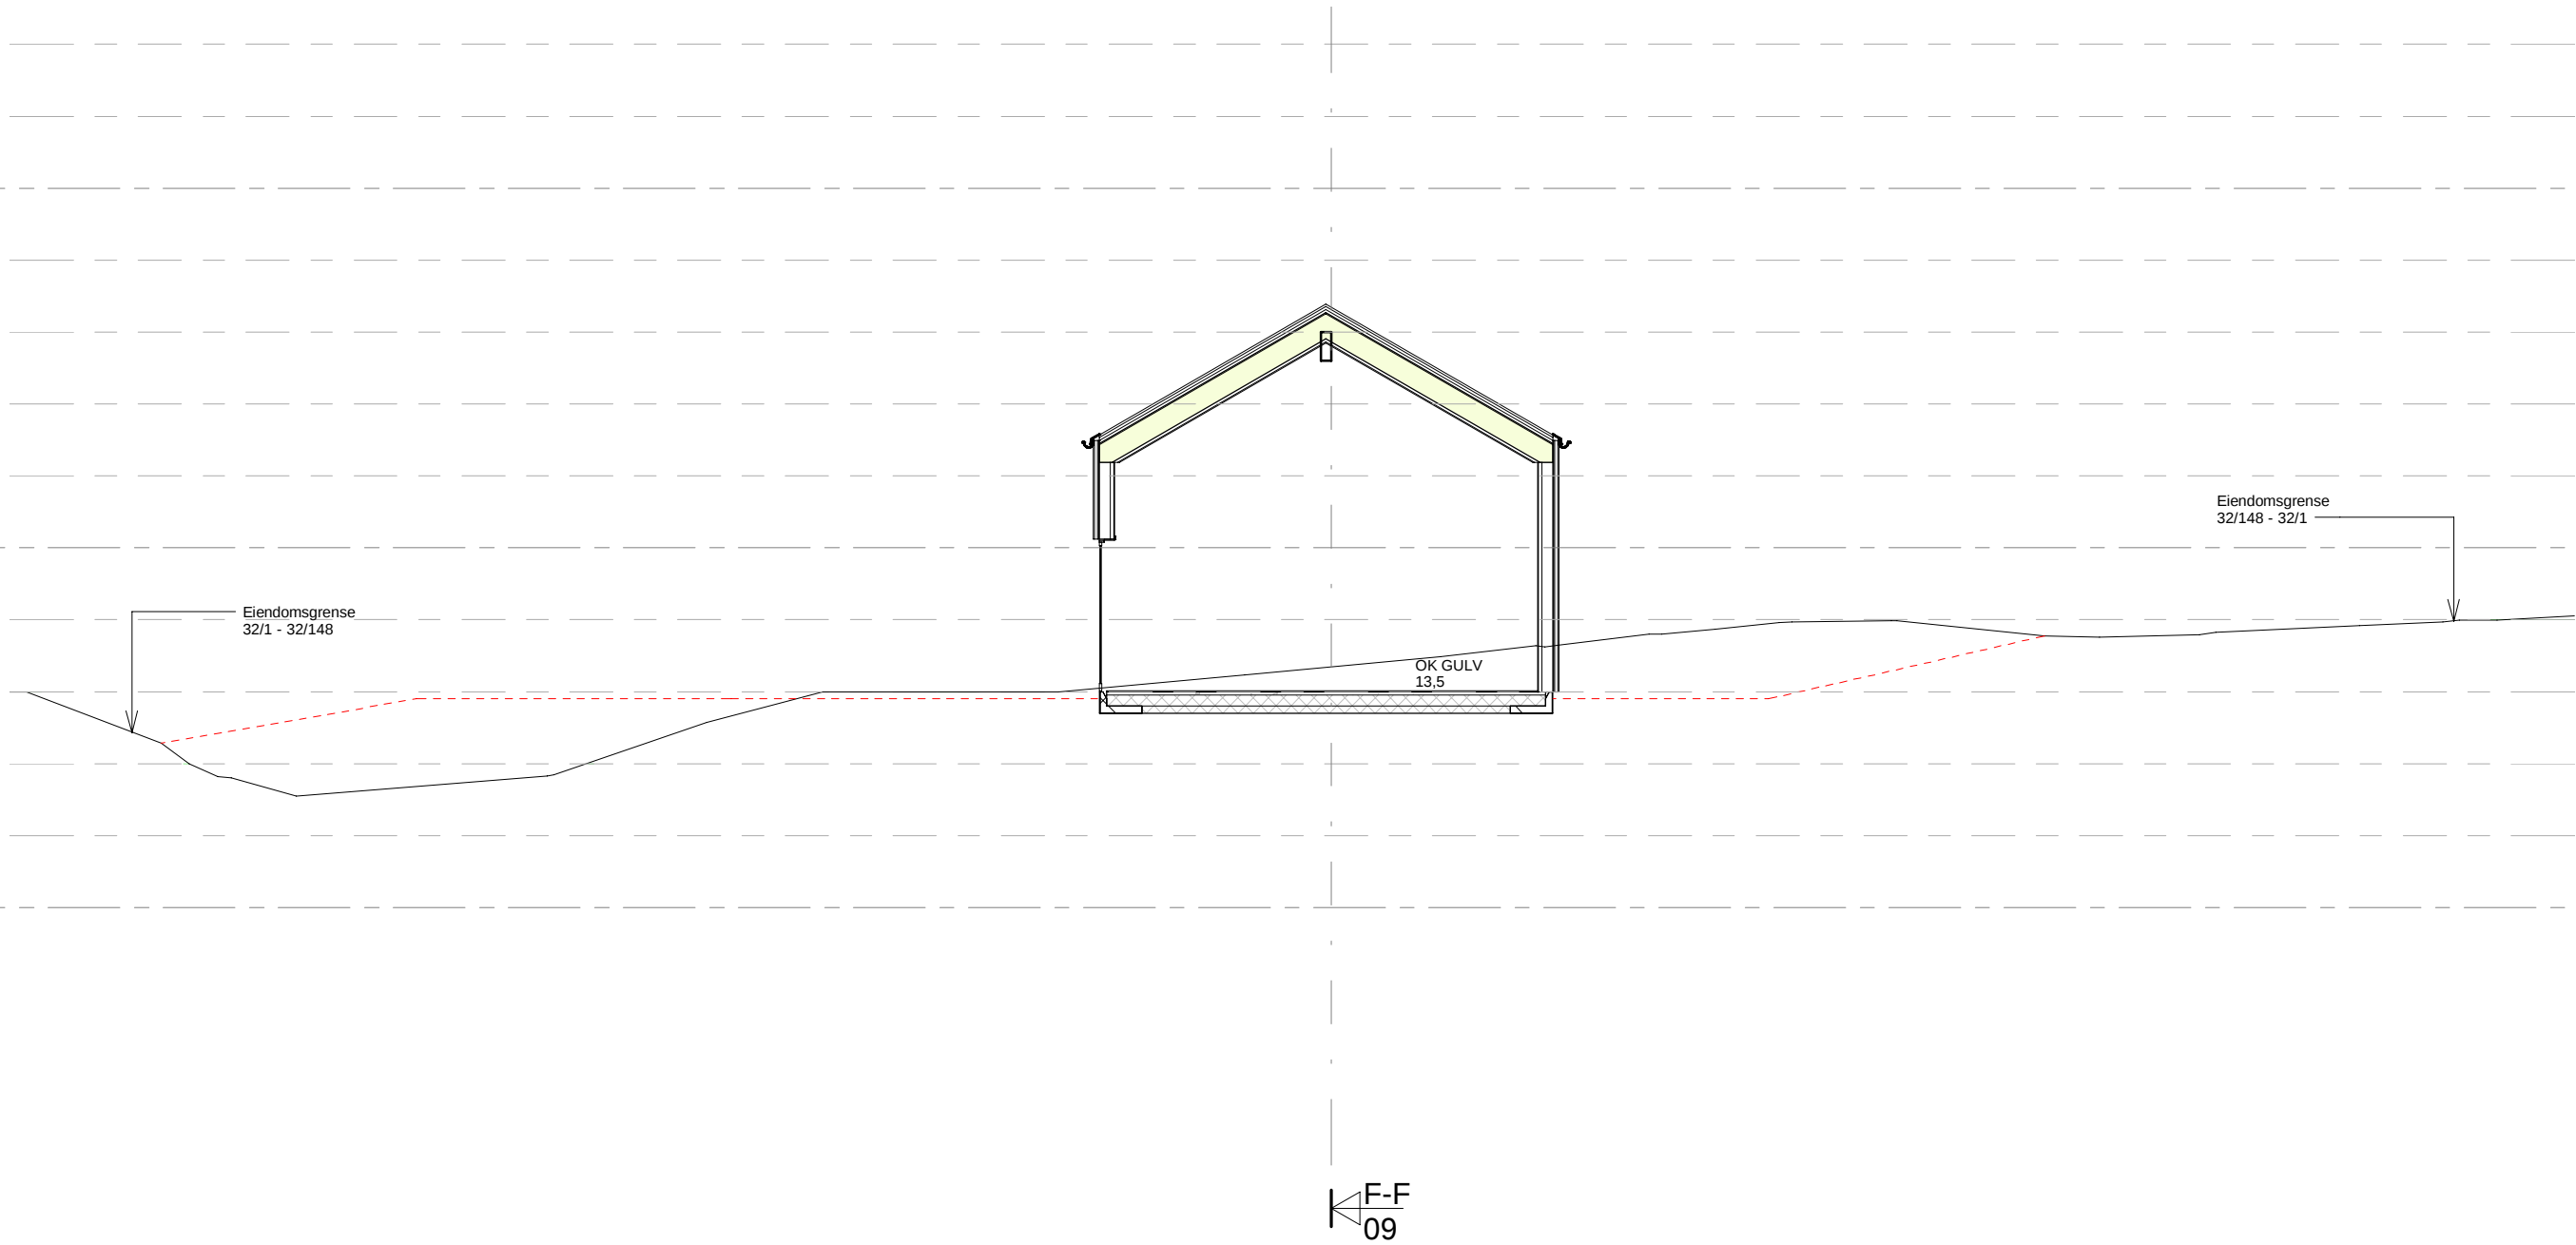 Eiendomsgrense
32/148 - 32/1
Eiendomsgrense
32/1 - 32/148
OK GULV
13,5
F-F
09